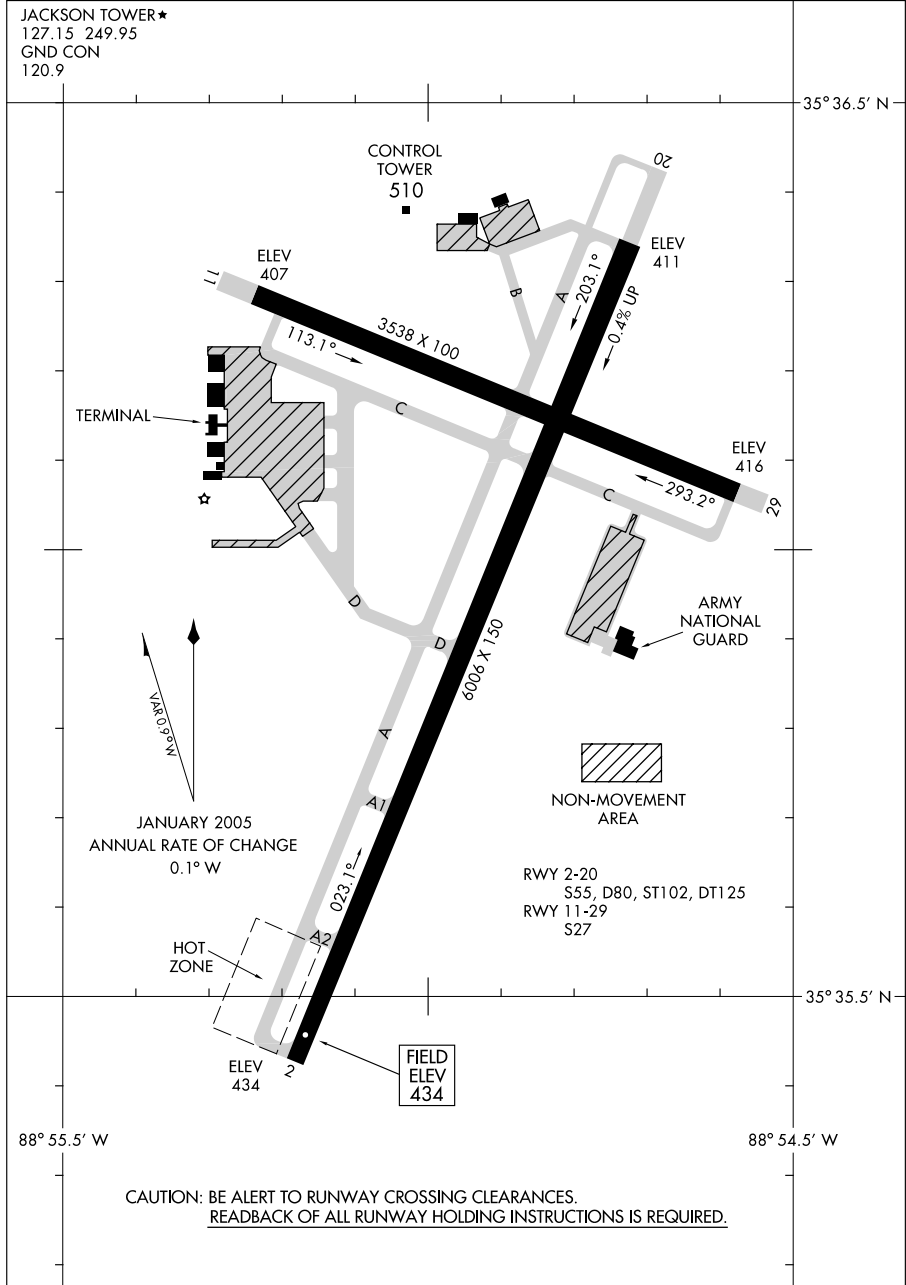 JACKSON TOWER★
127.15 249.95
GND CON
120.9
35° 36.5' N
CONTROL
TOWER
510
20
ELEV
411
ELEV
407
11
203.1°
0.4% UP
A
B
3538 X 100
113.1°
TERMINAL
C
ELEV
416
C
293.2°
29
ARMY
NATIONAL
GUARD
D
D
6006 X 150
VAR 0.9° W
A
A1
NON-MOVEMENT
AREA
JANUARY 2005
ANNUAL RATE OF CHANGE
0.1° W
023.1°
RWY 2-20
S55, D80, ST102, DT125
RWY 11-29
S27
A2
HOT
ZONE
35° 35.5' N
ELEV
434
2
FIELD
ELEV
434
88° 55.5' W
88° 54.5' W
CAUTION: BE ALERT TO RUNWAY CROSSING CLEARANCES.
READBACK OF ALL RUNWAY HOLDING INSTRUCTIONS IS REQUIRED.